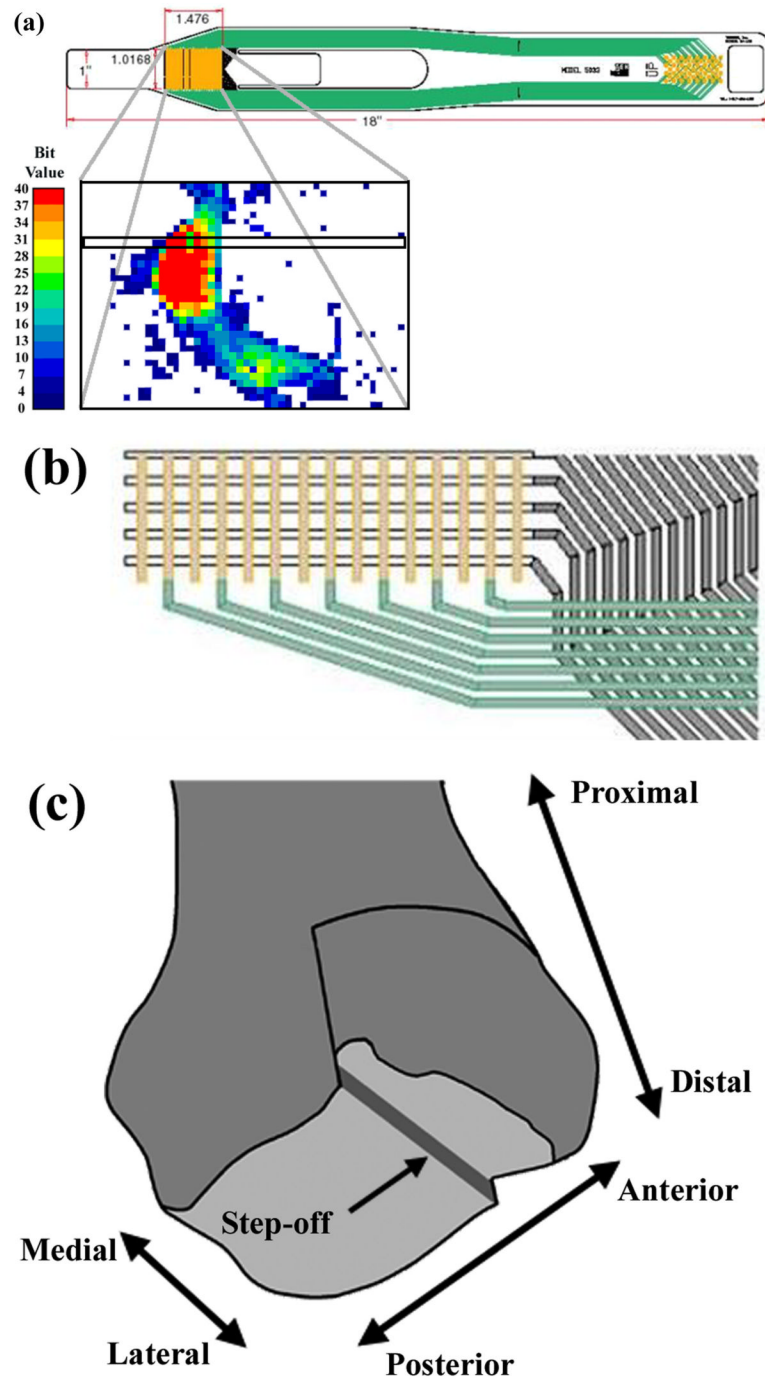 (a)
1.476
1.0168
1"
MODEL 5033
UP
18"
Bit
Value
40
37
34
31
28
25
22
19
16
13
10
7
4
0
(b)
(c)
Proximal
Distal
Anterior
Step-off
Medial
Lateral
Posterior